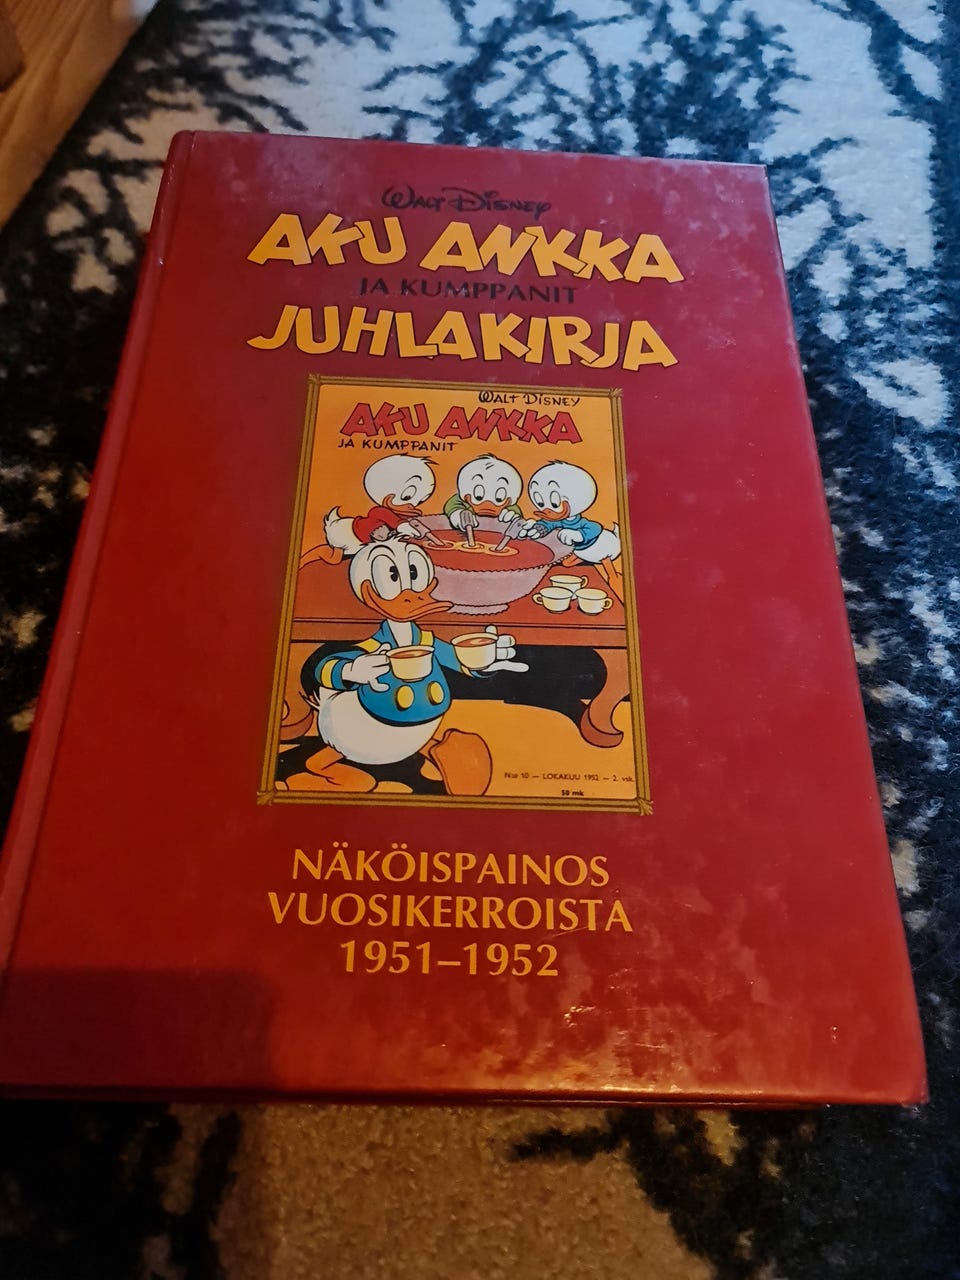 WALT DISNEY
AKU ANKKA
JA KUMPPANIT
JUHLAKIRJA
WALT DISNEY
AKU ANKKA
JA KUMPPANIT
N:o 10 — LOKAKUU 1952 — 2. vsk.
50 mk
NÄKÖISPAINOS
VUOSIKERROISTA
1951–1952